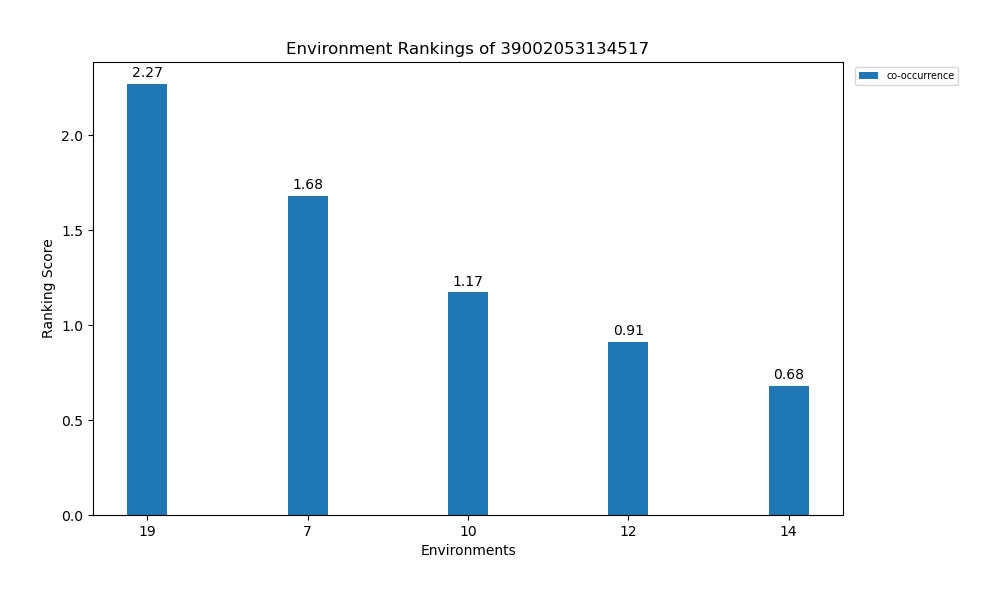 Environment Rankings of 39002053134517
co-occurrence
2.27
1.68
1.17
0.91
0.68
Ranking Score
2.0
1.5
1.0
0.5
0.0
19 7 10 12 14
Environments